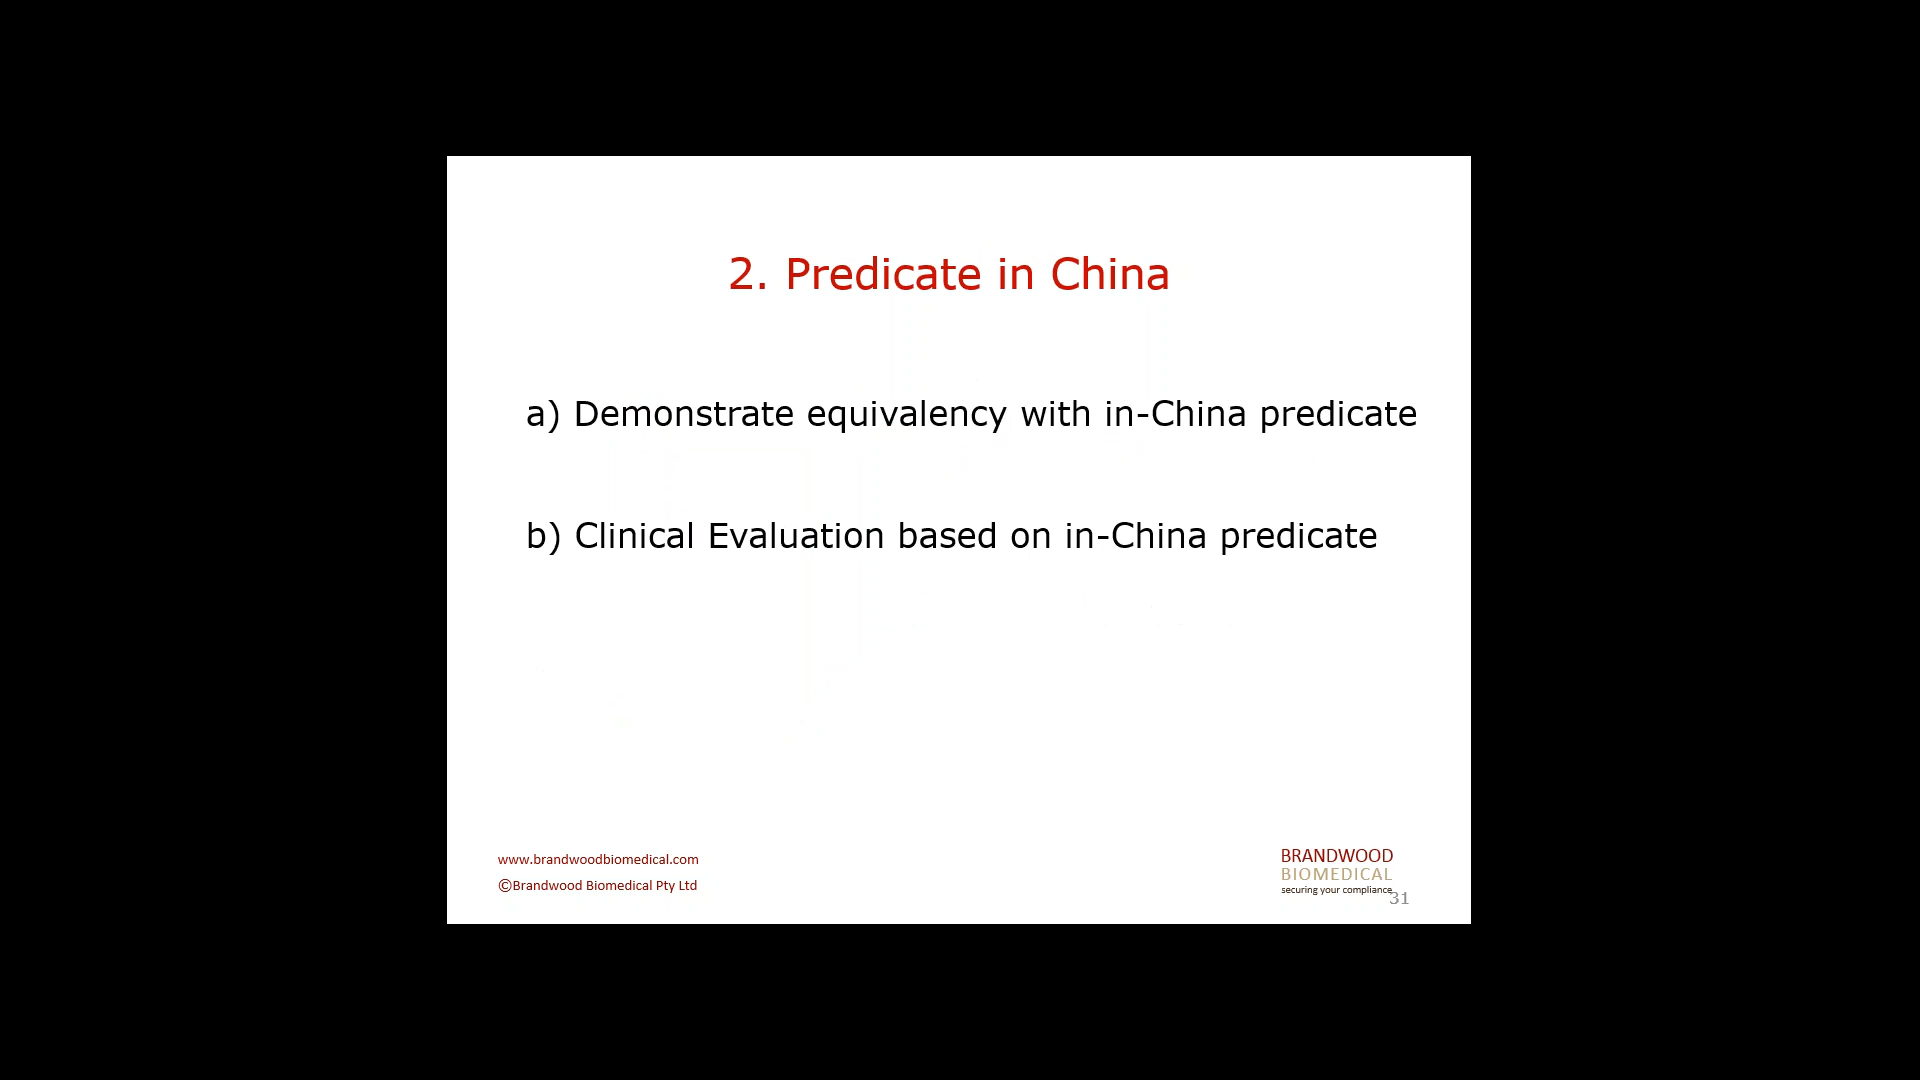 2. Predicate in China
a) Demonstrate equivalency with in-China predicate
b) Clinical Evaluation based on in-China predicate
www.brandwoodbiomedical.com
©Brandwood Biomedical Pty Ltd
BRANDWOOD
BIOMEDICAL
securing your compliance
31